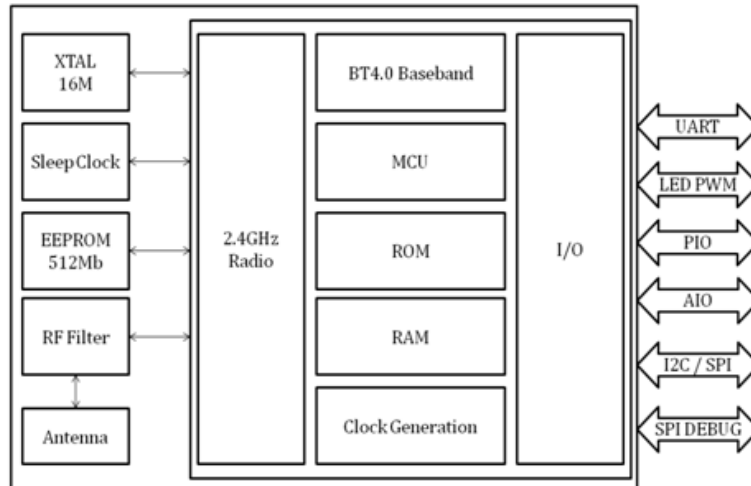 XTAL
16M
Sleep Clock
EEPROM
512Mb
RF Filter
Antenna
2.4GHz
Radio
BT4.0 Baseband
MCU
ROM
RAM
Clock Generation
I/O
UART
LED PWM
PIO
AIO
I2C / SPI
SPI DEBUG